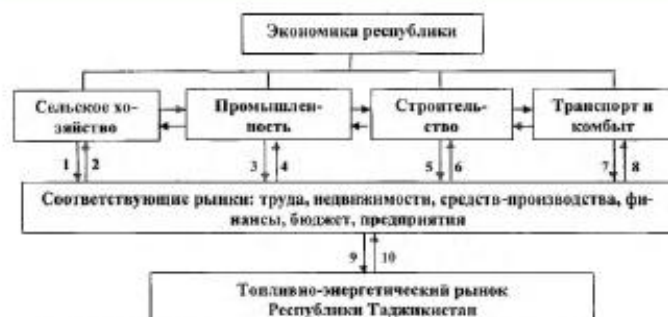 Экономика республики
Сельское хо-
зяйство
Промышлен-
ность
Строитель-
ство
Транспорт и
комбыт
1 2 3 4 5 6 7 8
Соответствующие рынки: труда, недвижимости, средств-производства, фи-
нансы, бюджет, предприятия
9 10
Топливно-энергетический рынок
Республики Таджикистан